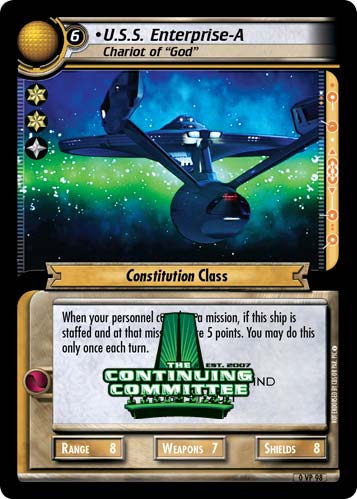 6
•U.S.S. Enterprise-A
Chariot of “God”
Constitution Class
When your personnel a mission, if this ship is
staffed and at that 5 points. You may do this
only once each turn.
THE EST. 2007
CONTINUING
COMMITTEE
RANGE 8 WEAPONS 7 SHIELDS 8
0 VP 98